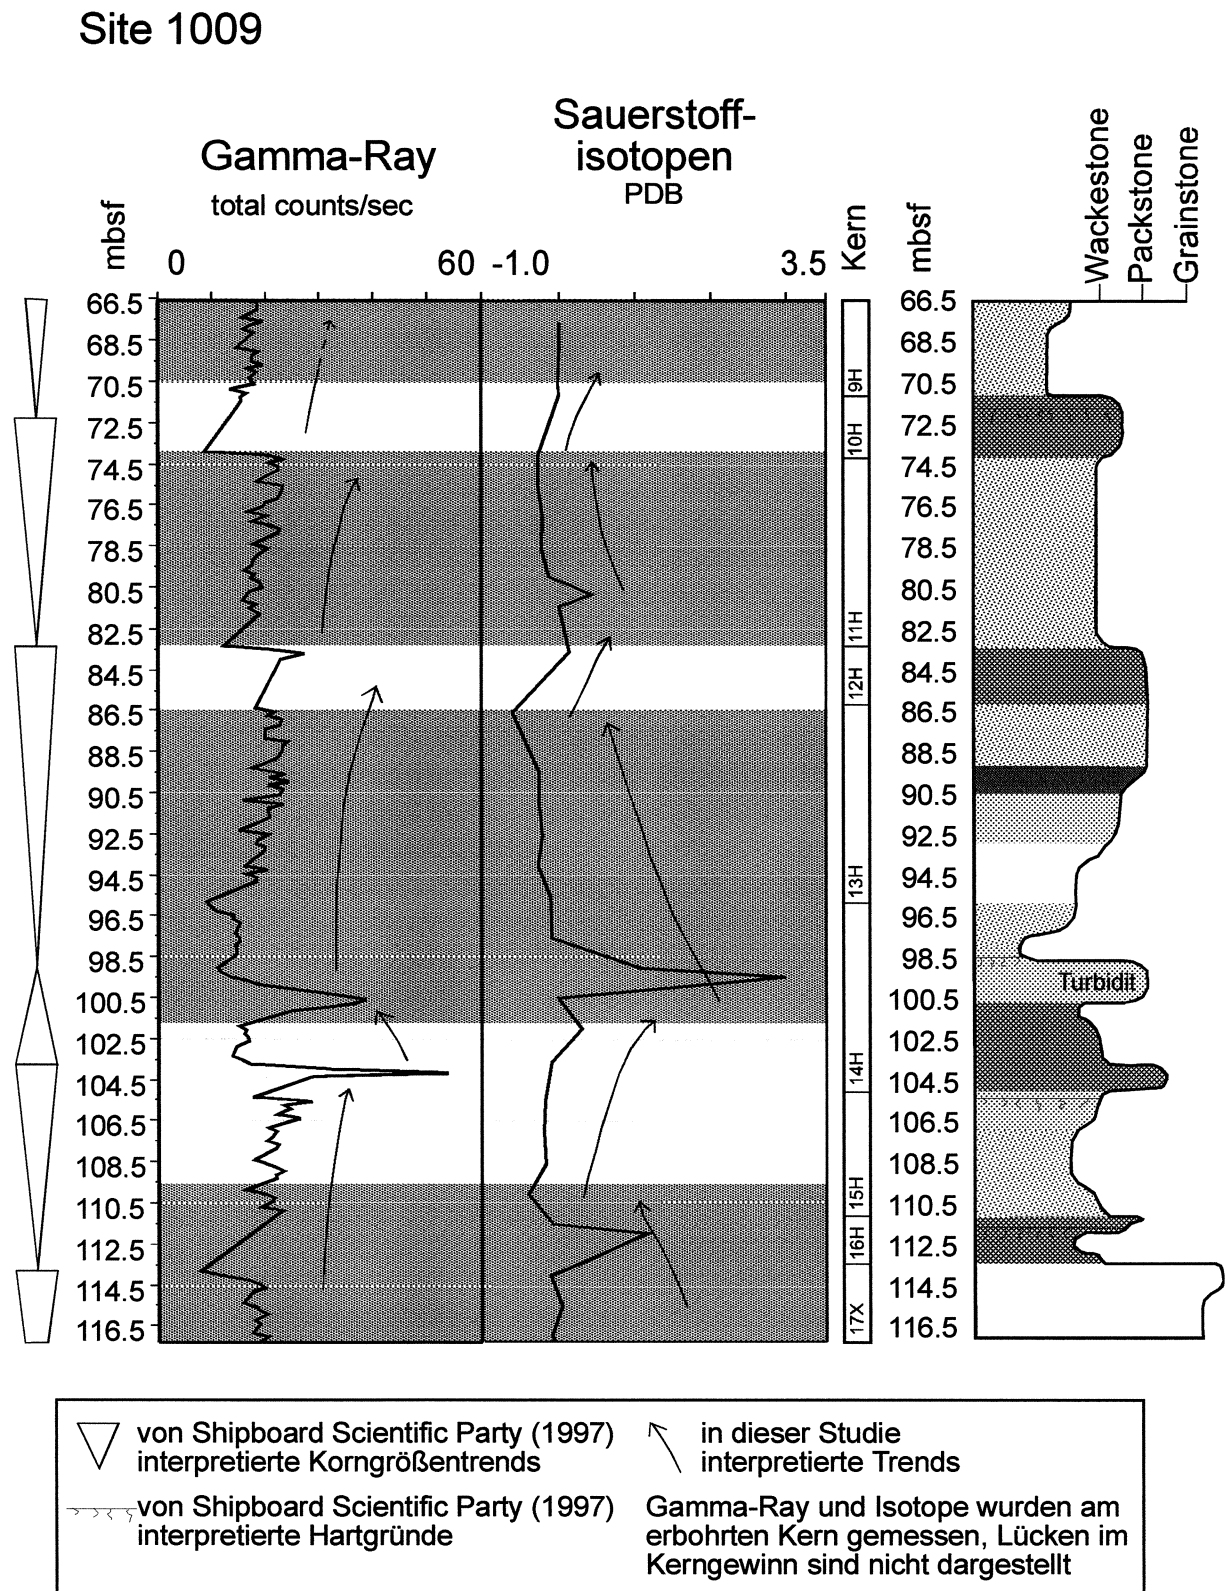 Site 1009
Gamma-Ray
total counts/sec
Sauerstoff-
isotopen
PDB
mbsf
0
60
-1.0
3.5
Kern
mbsf
Wackestone
Packstone
Grainstone
66.5
68.5
70.5
72.5
74.5
76.5
78.5
80.5
82.5
84.5
86.5
88.5
90.5
92.5
94.5
96.5
98.5
100.5
102.5
104.5
106.5
108.5
110.5
112.5
114.5
116.5
9H
10H
11H
12H
13H
14H
15H
16H
17X
66.5
68.5
70.5
72.5
74.5
76.5
78.5
80.5
82.5
84.5
86.5
88.5
90.5
92.5
94.5
96.5
98.5
100.5
102.5
104.5
106.5
108.5
110.5
112.5
114.5
116.5
Turbidit
von Shipboard Scientific Party (1997)
interpretierte Korngrößentrends
in dieser Studie
interpretierte Trends
von Shipboard Scientific Party (1997)
interpretierte Hartgründe
Gamma-Ray und Isotope wurden am
erbohrten Kern gemessen, Lücken im
Kerngewinn sind nicht dargestellt